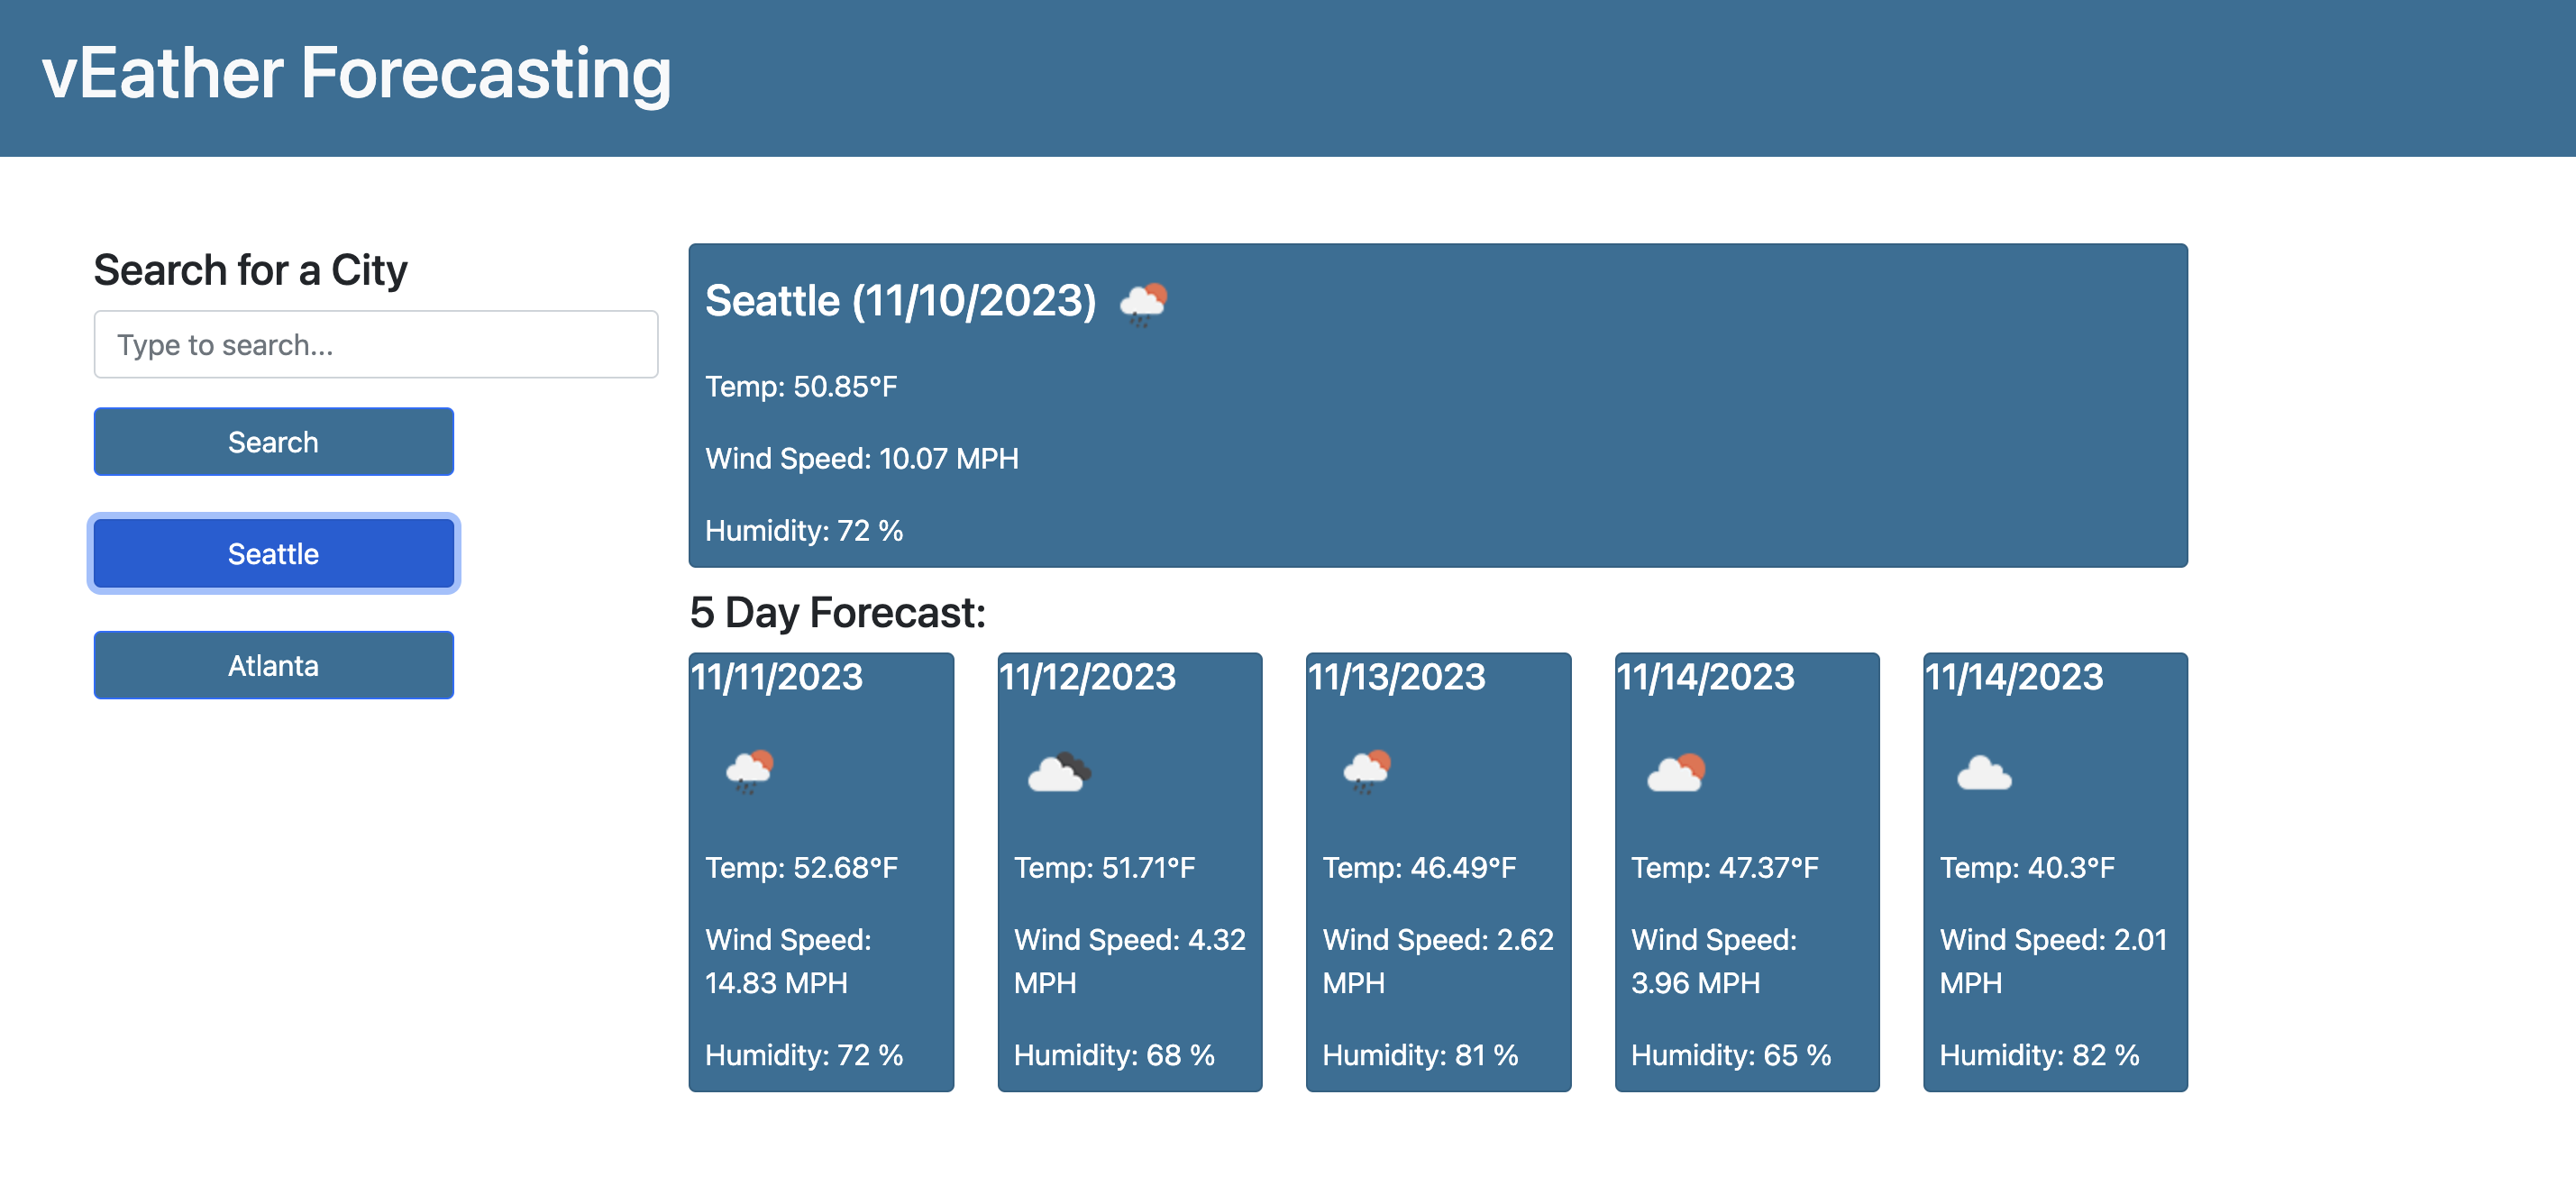 vEather Forecasting
Search for a City
Type to search...
Search
Seattle
Atlanta
Seattle (11/10/2023)
Temp: 50.85°F
Wind Speed: 10.07 MPH
Humidity: 72 %
5 Day Forecast:
11/11/2023
Temp: 52.68°F
Wind Speed:
14.83 MPH
Humidity: 72 %
11/12/2023
Temp: 51.71°F
Wind Speed: 4.32
MPH
Humidity: 68 %
11/13/2023
Temp: 46.49°F
Wind Speed: 2.62
MPH
Humidity: 81 %
11/14/2023
Temp: 47.37°F
Wind Speed:
3.96 MPH
Humidity: 65 %
11/14/2023
Temp: 40.3°F
Wind Speed: 2.01
MPH
Humidity: 82 %